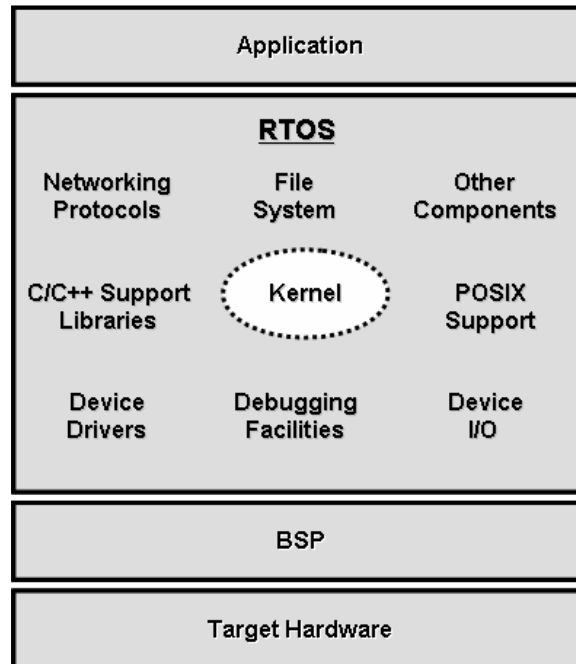 Application
RTOS
Networking Protocols
File System
Other Components
C/C++ Support Libraries
Kernel
POSIX Support
Device Drivers
Debugging Facilities
Device I/O
BSP
Target Hardware